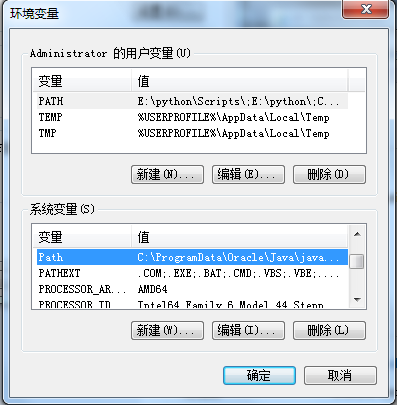 环境变量
Administrator 的用户变量(U)
变量 值
PATH E:\python\Scripts\;E:\python\;C...
TEMP %USERPROFILE%\AppData\Local\Temp
TMP %USERPROFILE%\AppData\Local\Temp
新建(N)... 编辑(E)... 删除(D)
系统变量(S)
变量 值
Path C:\ProgramData\Oracle\Java\java...
PATHEXT .COM;.EXE;.BAT;.CMD;.VBS;.VBE;....
PROCESSOR_AR... AMD64
PROCESSOR_ID... Intel64 Family 6 Model 44 Stepp...
新建(W)... 编辑(I)... 删除(L)
确定 取消